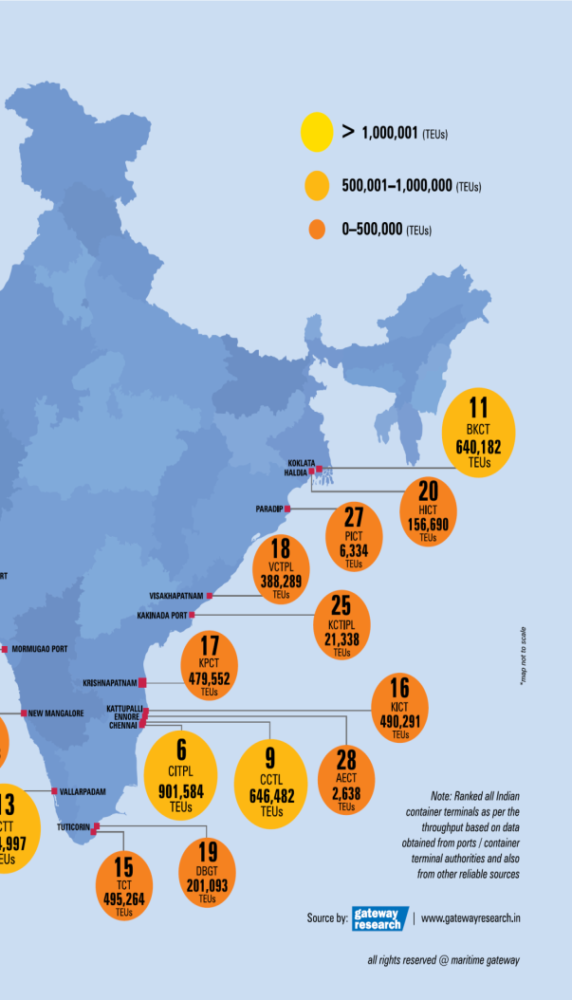 > 1,000,001 (TEUs)
500,001–1,000,000 (TEUs)
0–500,000 (TEUs)
11
BKCT
640,182
TEUs
KOKLATA
HALDIA
20
HICT
156,690
TEUs
PARADIP
27
PICT
6,334
TEUs
18
VCTPL
388,289
TEUs
RT
VISAKHAPATNAM
KAKINADA PORT
25
KCTIPL
21,338
TEUs
*map not to scale
MORMUGAO PORT
17
KPCT
479,552
TEUs
KRISHNAPATNAM
16
KICT
490,291
TEUs
NEW MANGALORE
KATTUPALLI
ENNORE
CHENNAI
6
CITPL
901,584
TEUs
9
CCTL
646,482
TEUs
28
AECT
2,638
TEUs
VALLARPADAM
13
CTT
4,997
EUs
TUTICORIN
15
TCT
495,264
TEUs
19
DBGT
201,093
TEUs
Note: Ranked all Indian
container terminals as per the
throughput based on data
obtained from ports / container
terminal authorities and also
from other reliable sources
Source by: gateway research | www.gatewayresearch.in
all rights reserved @ maritime gateway